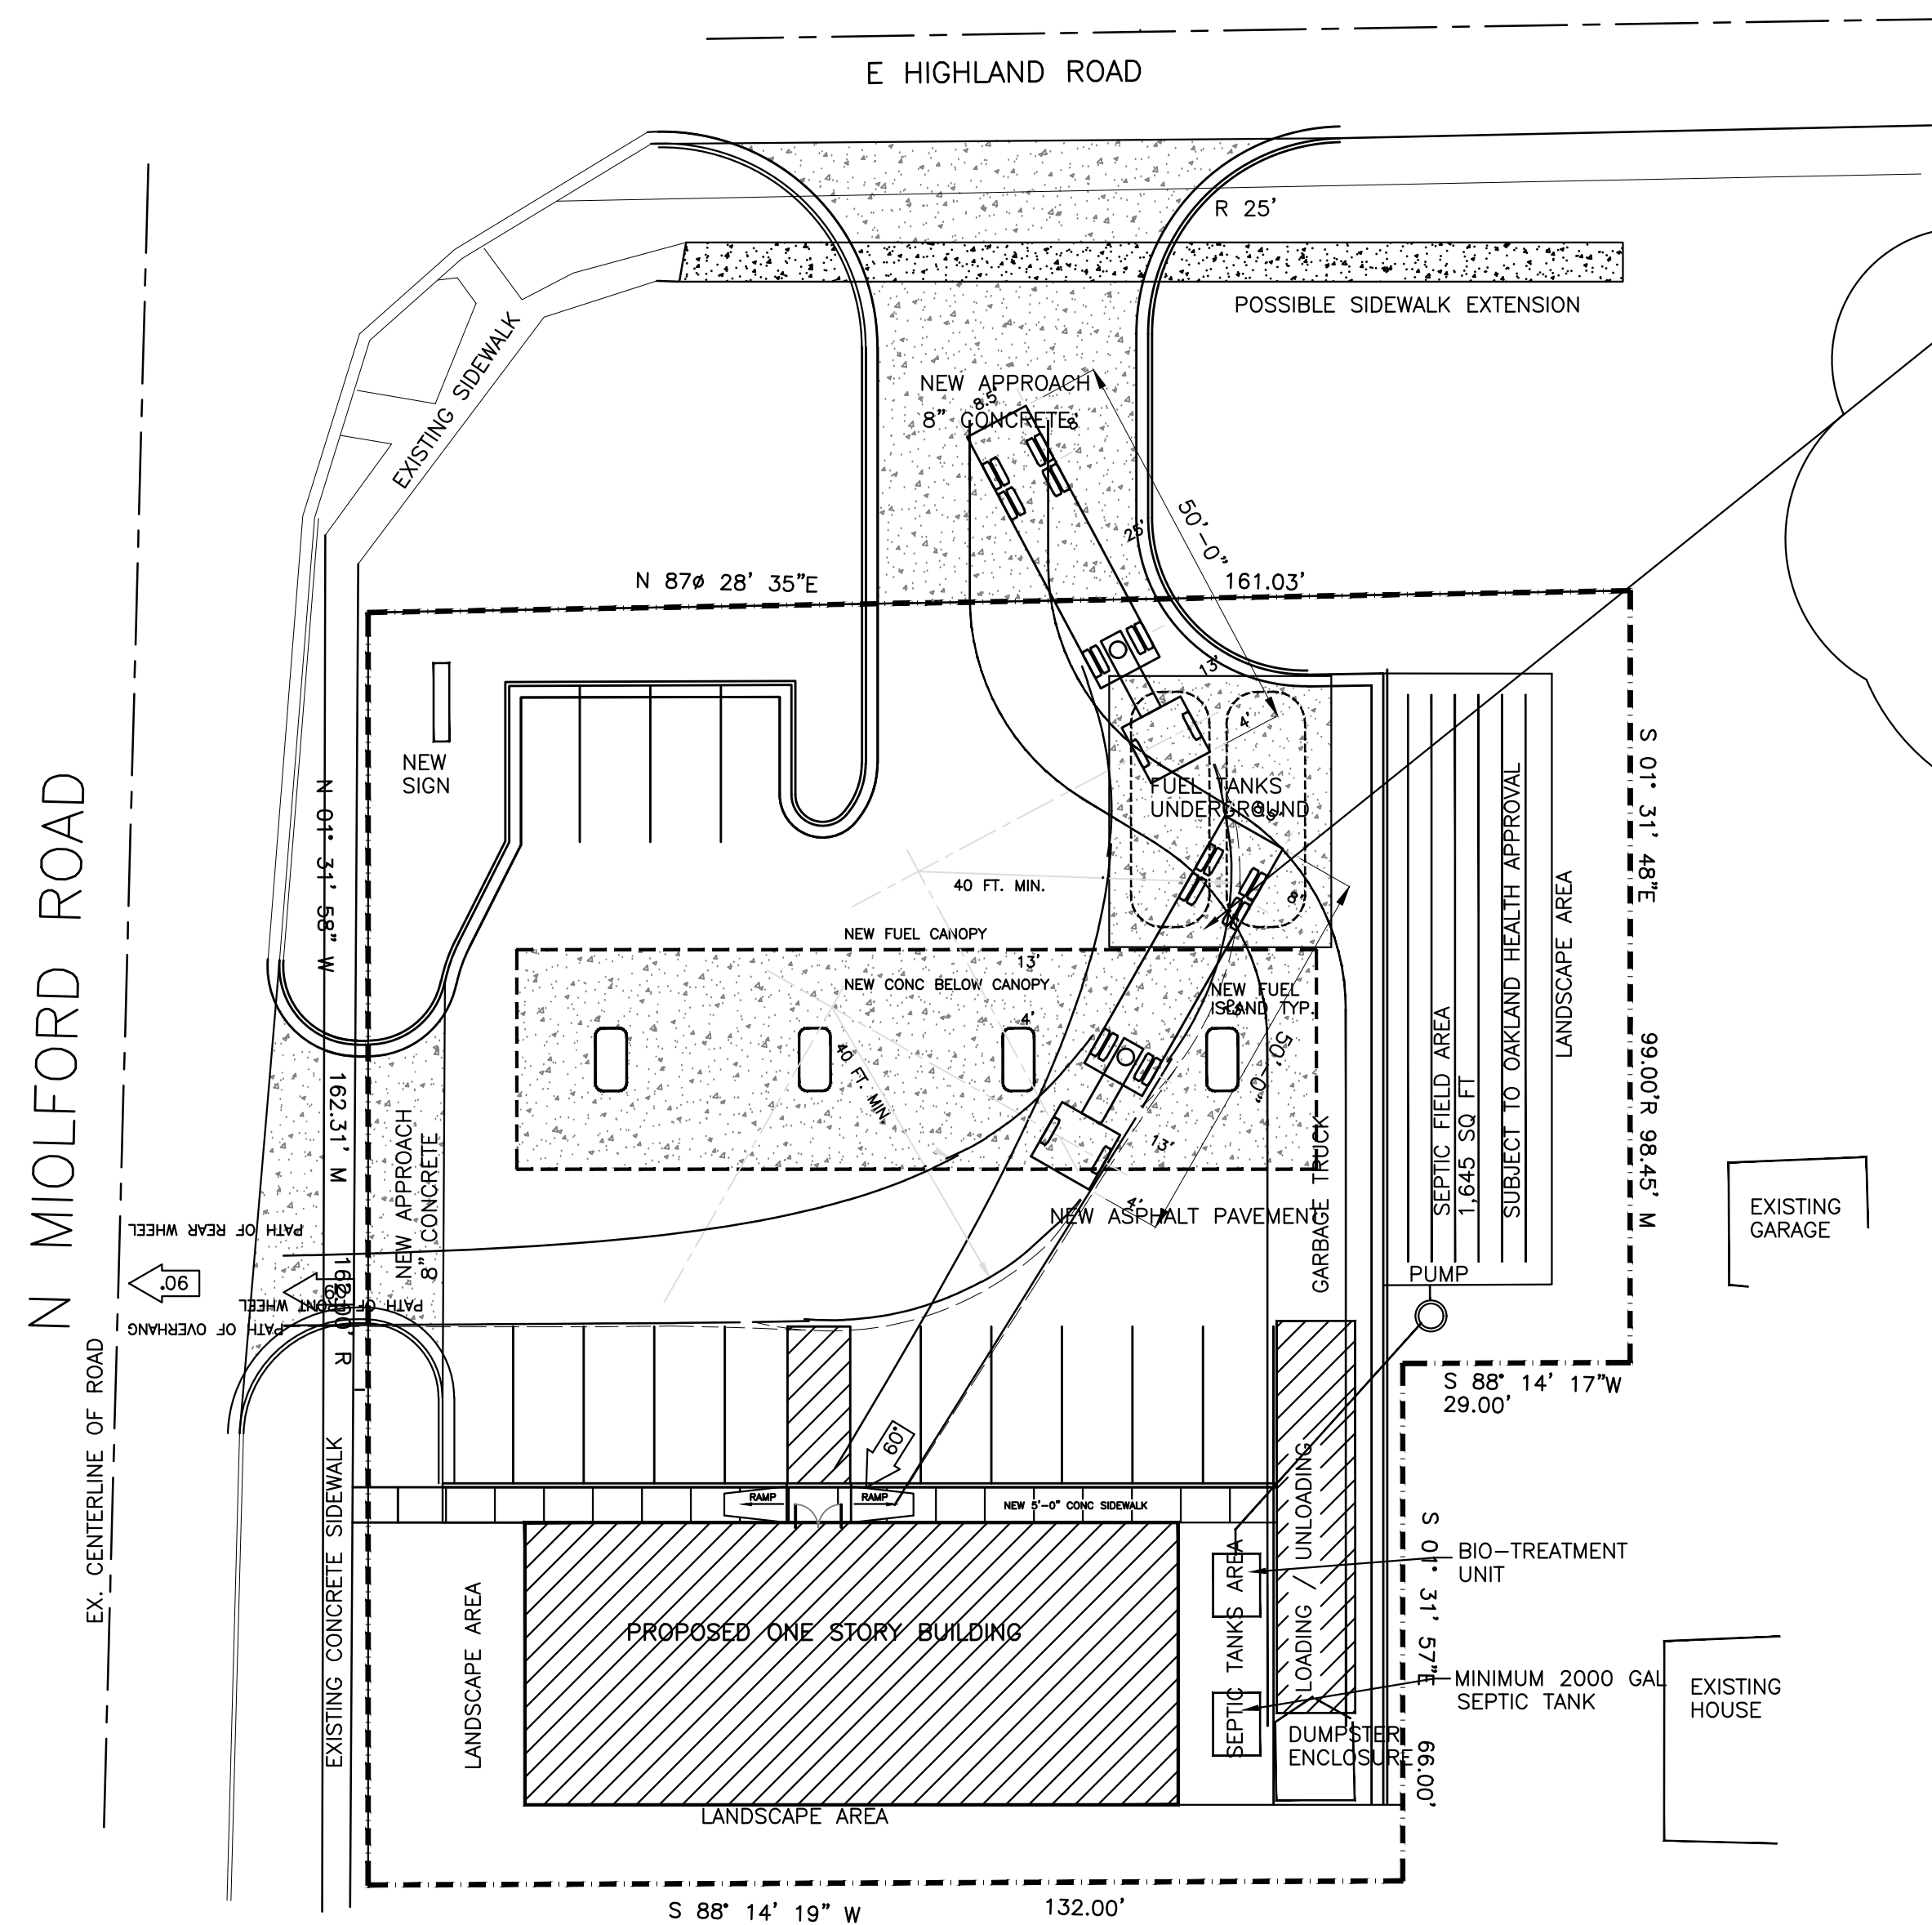 E HIGHLAND ROAD
R 25'
POSSIBLE SIDEWALK EXTENSION
EXISTING SIDEWALK
NEW APPROACH
8" CONCRETE
8.5'
8'
25'
50'-0"
N 87ø 28' 35"E
161.03'
13'
4'
NEW
SIGN
FUEL TANKS
UNDERGROUND
8.5'
8'
40 FT. MIN.
NEW FUEL CANOPY
13'
NEW CONC BELOW CANOPY
4'
NEW FUEL
ISLAND TYP.
50'-0"
40 FT. MIN.
13'
4'
NEW ASPHALT PAVEMENT
GARBAGE TRUCK
SEPTIC FIELD AREA
1,645 SQ FT
SUBJECT TO OAKLAND HEALTH APPROVAL
LANDSCAPE AREA
S 01° 31' 48"E
99.00'R 98.45' M
N MIOLFORD ROAD
N 01° 31' 58" W
162.31' M
162.00' R
NEW APPROACH
8" CONCRETE
PATH OF REAR WHEEL
90°
PATH OF FRONT WHEEL
PATH OF OVERHANG
EX. CENTERLINE OF ROAD
EXISTING CONCRETE SIDEWALK
PUMP
EXISTING
GARAGE
S 88° 14' 17"W
29.00'
60°
RAMP
RAMP
NEW 5'-0" CONC SIDEWALK
LOADING / UNLOADING
SEPTIC TANKS AREA
S 01° 31' 57"E
66.00'
BIO-TREATMENT
UNIT
LANDSCAPE AREA
PROPOSED ONE STORY BUILDING
MINIMUM 2000 GAL
SEPTIC TANK
EXISTING
HOUSE
DUMPSTER
ENCLOSURE
LANDSCAPE AREA
S 88° 14' 19" W
132.00'